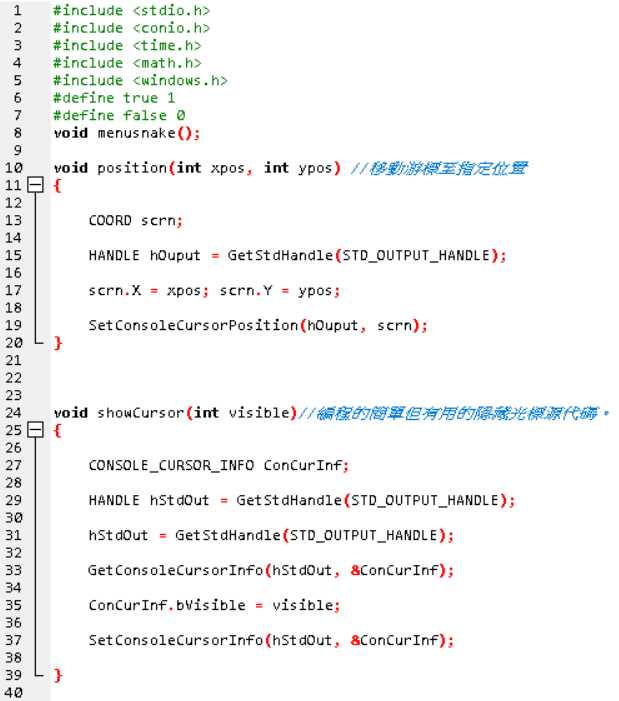 1 #include <stdio.h>
2 #include <conio.h>
3 #include <time.h>
4 #include <math.h>
5 #include <windows.h>
6 #define true 1
7 #define false 0
8 void menusnake();
9
10 void position(int xpos, int ypos) //移動游標至指定位置
11 {
12
13 COORD scrn;
14
15 HANDLE hOuput = GetStdHandle(STD_OUTPUT_HANDLE);
16
17 scrn.X = xpos; scrn.Y = ypos;
18
19 SetConsoleCursorPosition(hOuput, scrn);
20 }
21
22
23
24 void showCursor(int visible)//編程的簡單但有用的隱藏光標源代碼。
25 {
26
27 CONSOLE_CURSOR_INFO ConCurInf;
28
29 HANDLE hStdOut = GetStdHandle(STD_OUTPUT_HANDLE);
30
31 hStdOut = GetStdHandle(STD_OUTPUT_HANDLE);
32
33 GetConsoleCursorInfo(hStdOut, &ConCurInf);
34
35 ConCurInf.bVisible = visible;
36
37 SetConsoleCursorInfo(hStdOut, &ConCurInf);
38
39 }
40